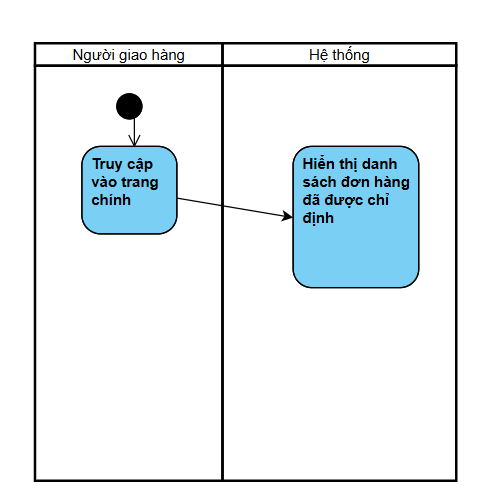 Người giao hàng
Hệ thống
Truy cập
vào trang
chính
Hiển thị danh
sách đơn hàng
đã được chỉ
định